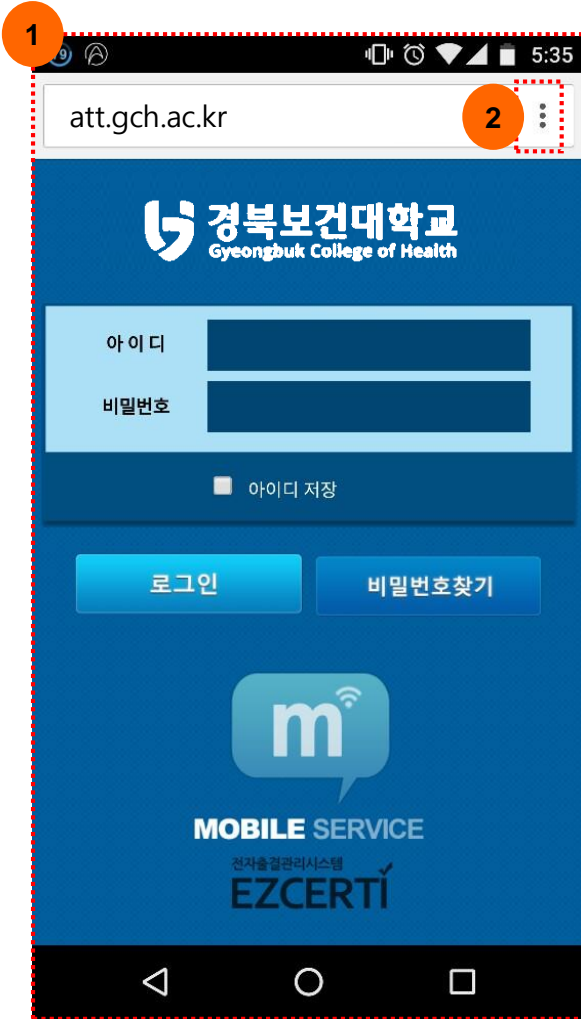 1
5:35
att.gch.ac.kr
2
경북보건대학교
Gyeongbuk College of Health
아이디
비밀번호
아이디 저장
로그인
비밀번호찾기
m
MOBILE SERVICE
전자출결관리시스템
EZCERTI